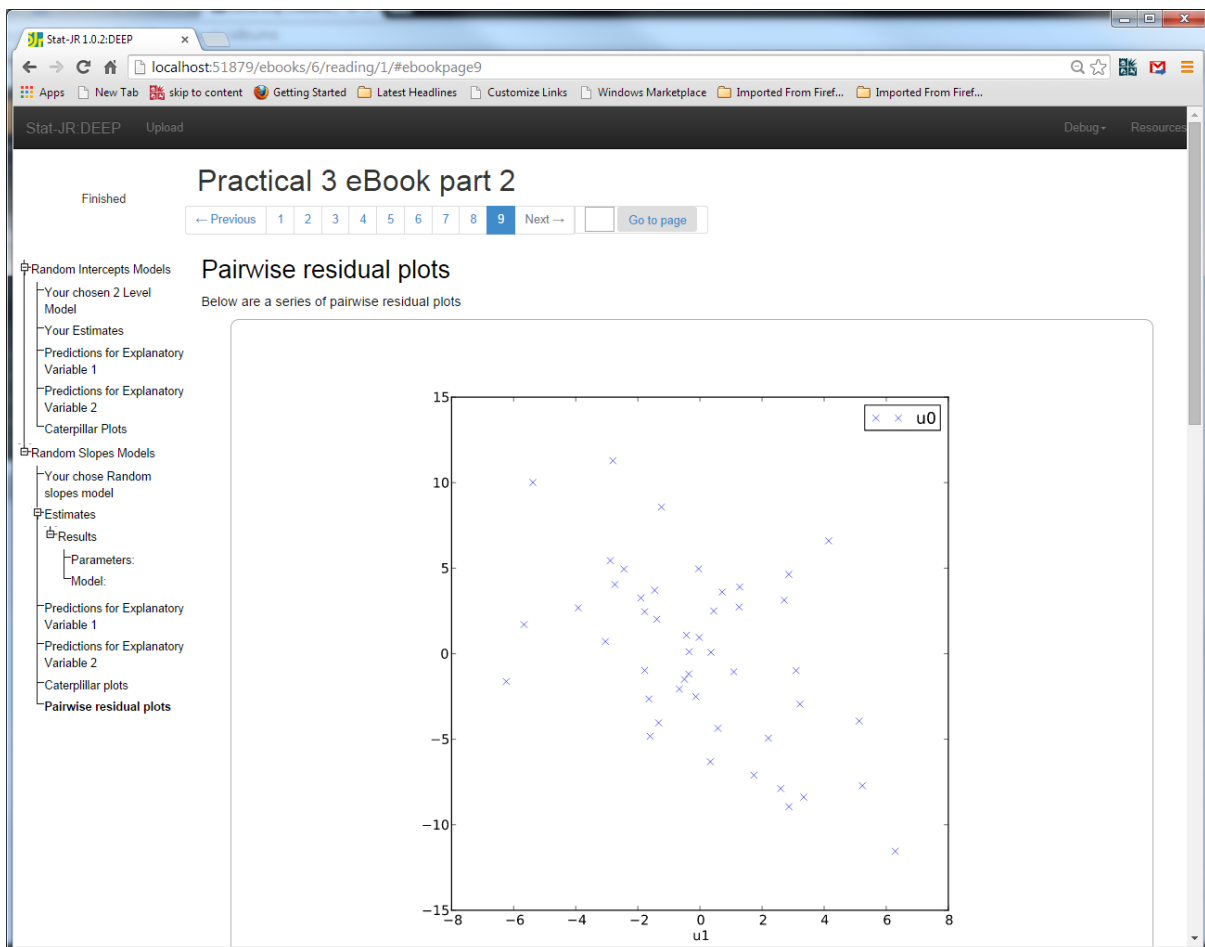 Stat-JR 1.0.2:DEEP
localhost:51879/ebooks/6/reading/1/#ebookpage9
Apps New Tab skip to content Getting Started Latest Headlines Customize Links Windows Marketplace Imported From Firef... Imported From Firef...
Stat-JR:DEEP Upload Debug Resources
Finished
Practical 3 eBook part 2
← Previous 1 2 3 4 5 6 7 8 9 Next → Go to page
Random Intercepts Models
Your chosen 2 Level
Model
Your Estimates
Predictions for Explanatory
Variable 1
Predictions for Explanatory
Variable 2
Caterpillar Plots
Random Slopes Models
Your chose Random
slopes model
Estimates
Results
Parameters:
Model:
Predictions for Explanatory
Variable 1
Predictions for Explanatory
Variable 2
Caterplillar plots
Pairwise residual plots
Pairwise residual plots
Below are a series of pairwise residual plots
u0
15
10
5
0
−5
−10
−15
−8 −6 −4 −2 0 2 4 6 8
u1